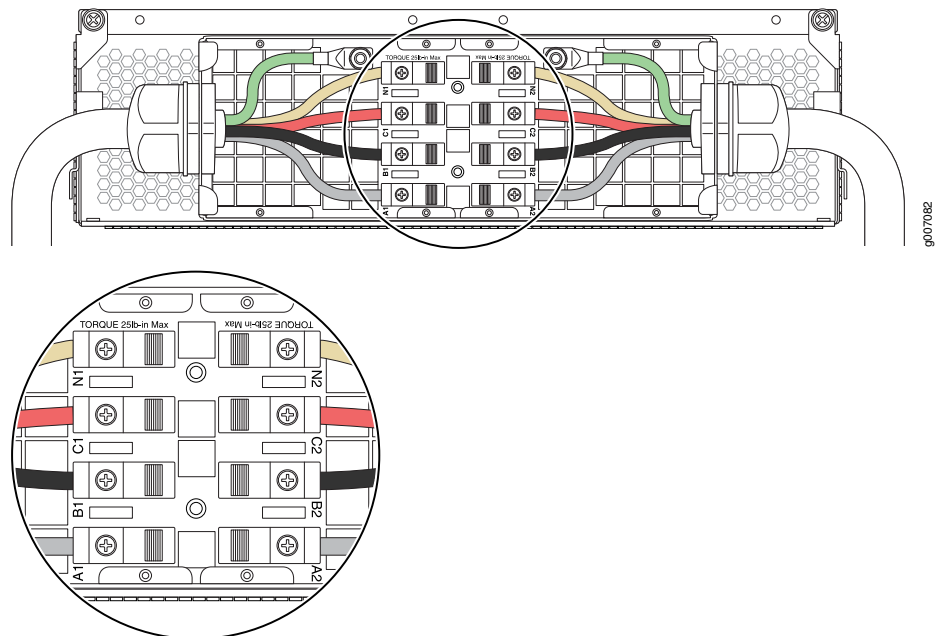 TORQUE 25lb-in Max TORQUE 25lb-in Max
N1 N2
C1 C2
B1 B2
A1 A2
g007082
TORQUE 25lb-in Max TORQUE 25lb-in Max
N1 N2
C1 C2
B1 B2
A1 A2